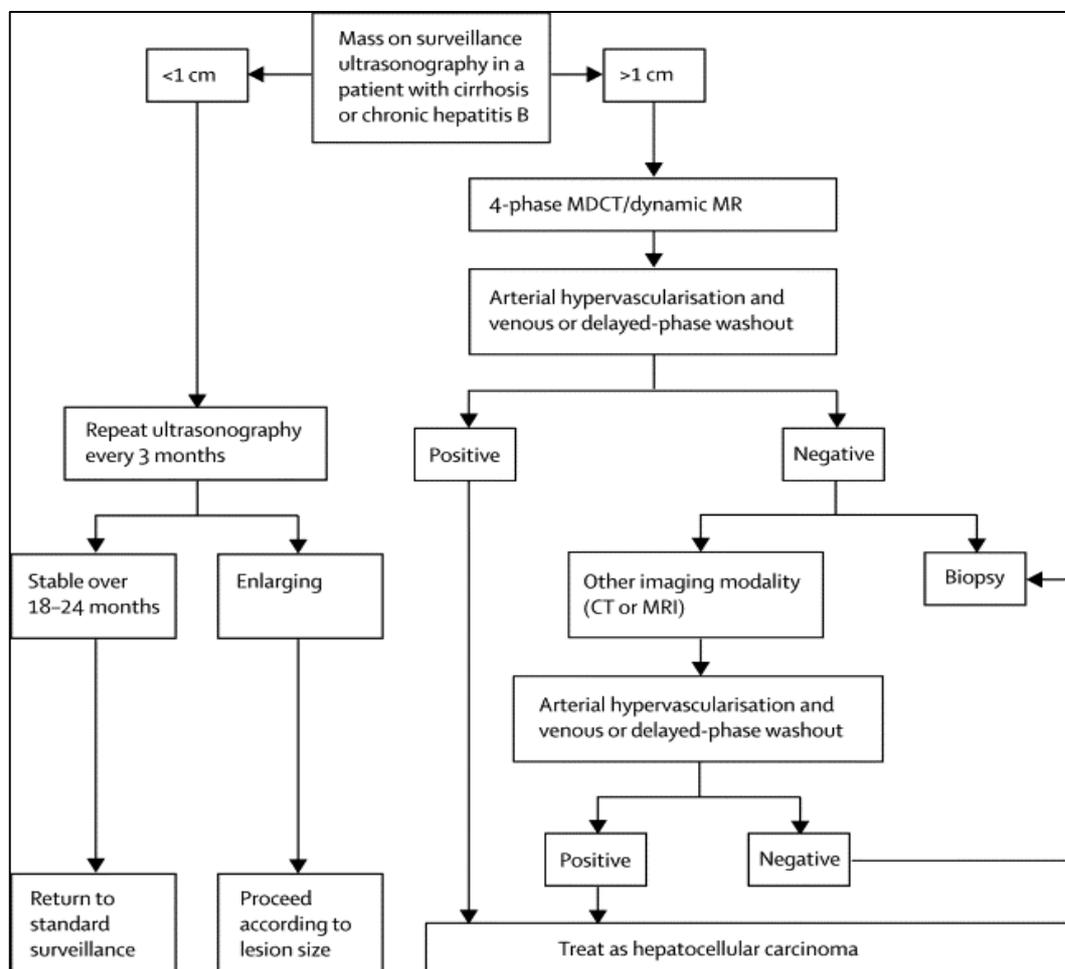 Mass on surveillance
ultrasonography in a
patient with cirrhosis
or chronic hepatitis B
<1 cm
>1 cm
4-phase MDCT/dynamic MR
Arterial hypervascularisation and
venous or delayed-phase washout
Repeat ultrasonography
every 3 months
Positive
Negative
Stable over
18–24 months
Enlarging
Other imaging modality
(CT or MRI)
Biopsy
Arterial hypervascularisation and
venous or delayed-phase washout
Positive
Negative
Return to
standard
surveillance
Proceed
according to
lesion size
Treat as hepatocellular carcinoma